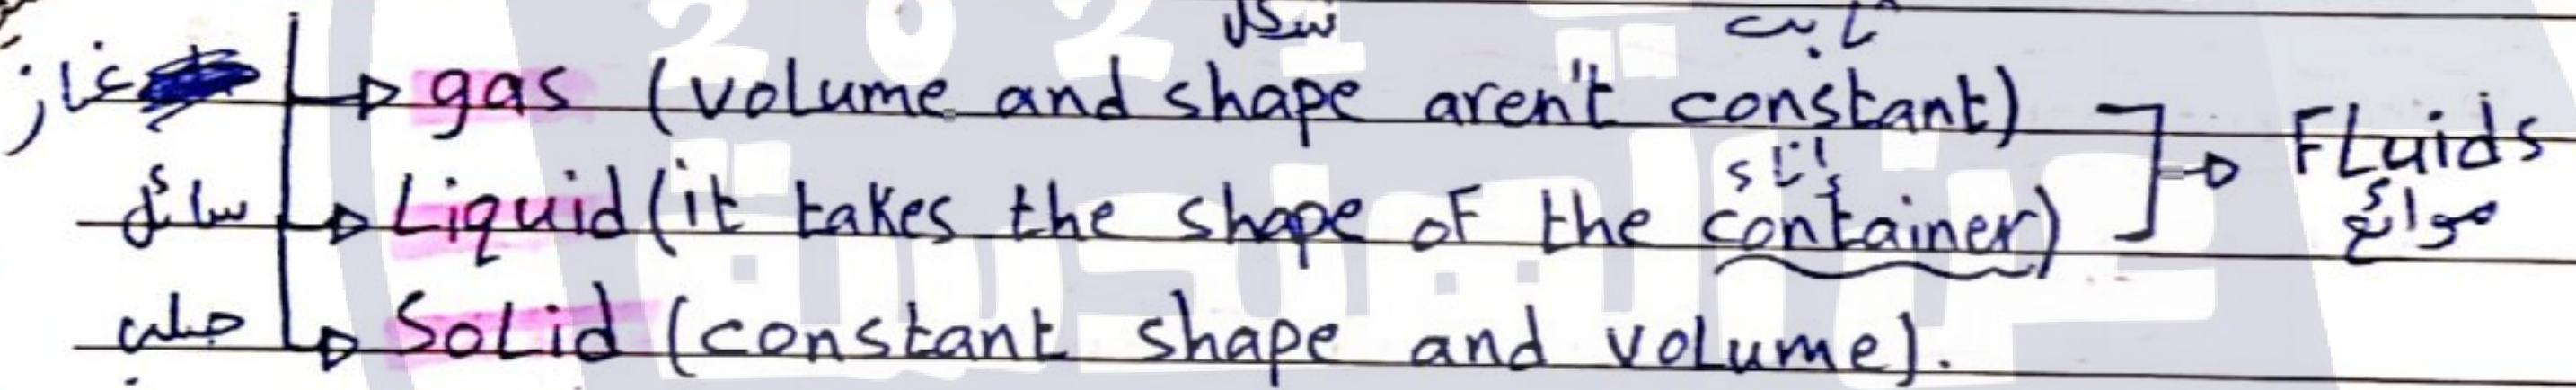 شكل ثابت
غاز gas (volume and shape aren't constant)
إناء
سائل Liquid (it takes the shape of the container) Fluids
موائع
صلب Solid (constant shape and volume).